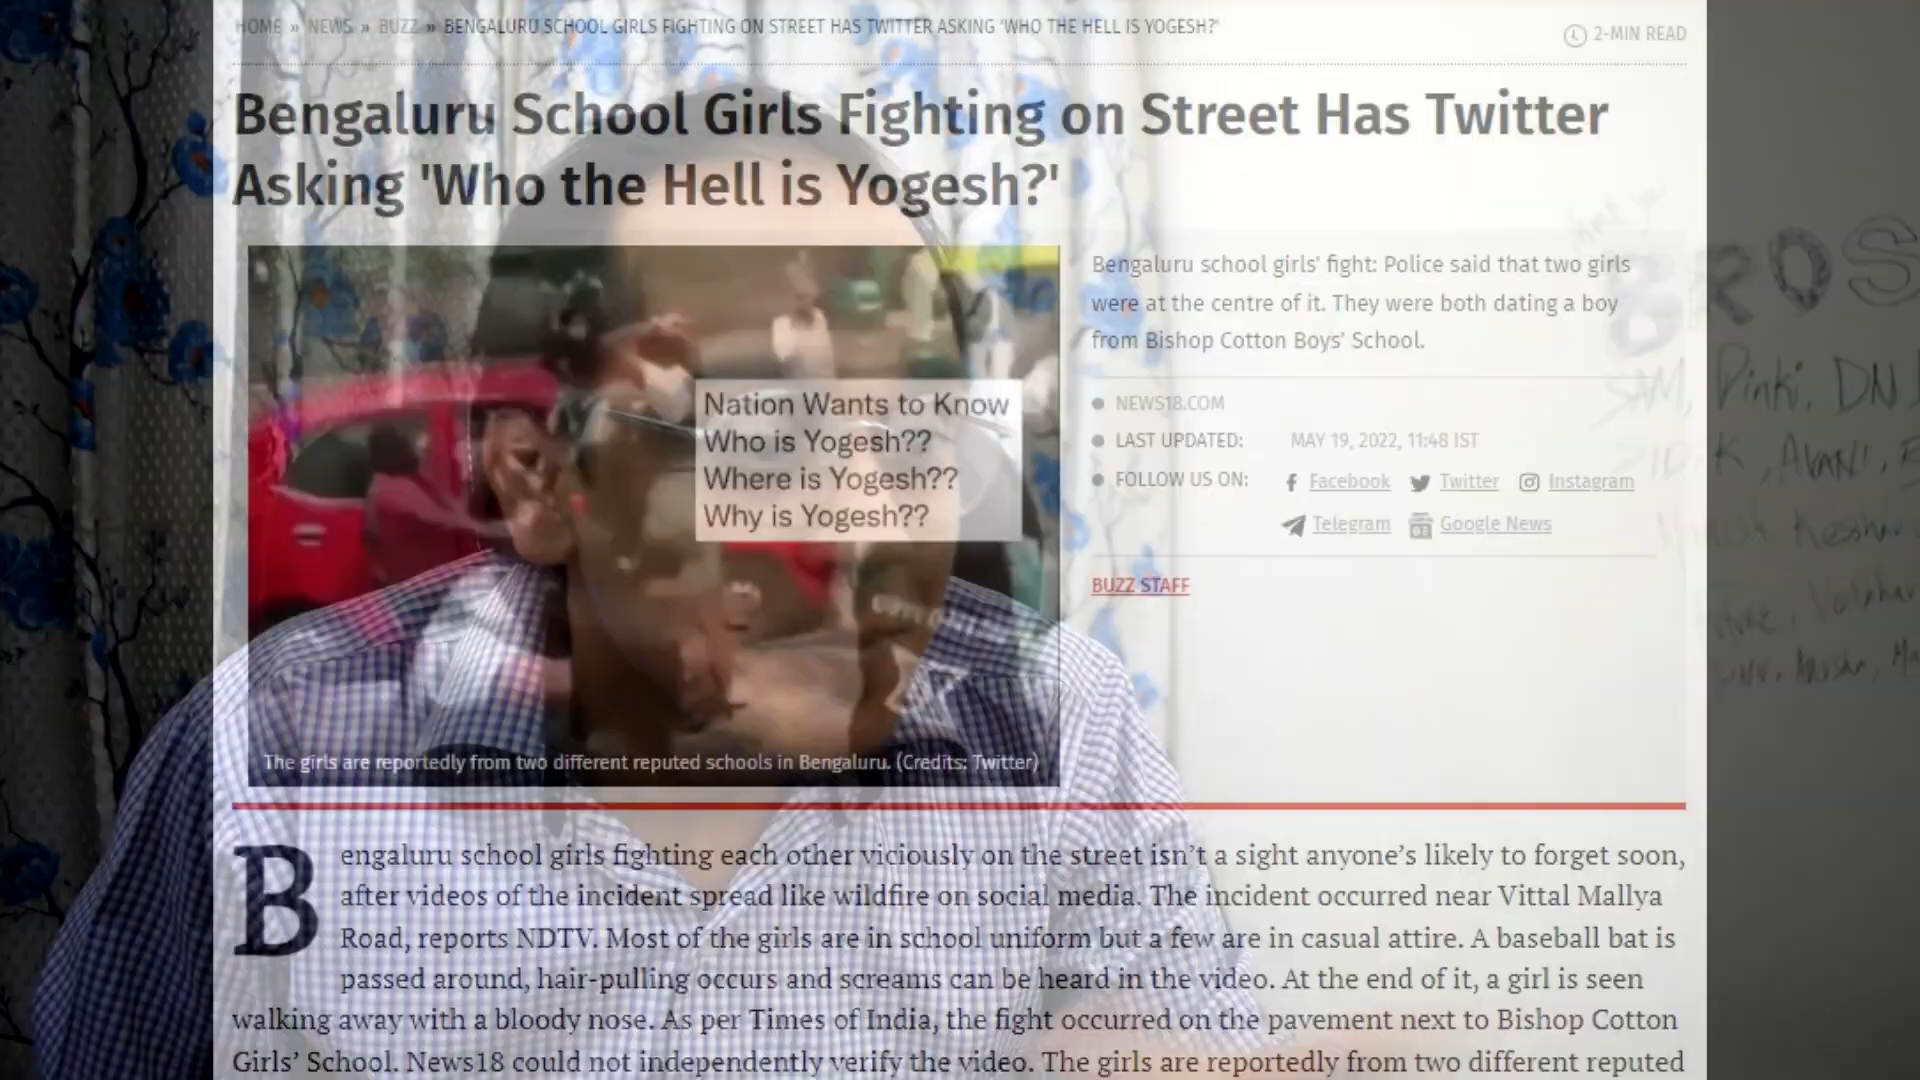 HOME » NEWS » BUZZ » BENGALURU SCHOOL GIRLS FIGHTING ON STREET HAS TWITTER ASKING 'WHO THE HELL IS YOGESH?'
2-MIN READ
Bengaluru School Girls Fighting on Street Has Twitter
Asking 'Who the Hell is Yogesh?'
Nation Wants to Know
Who is Yogesh??
Where is Yogesh??
Why is Yogesh??
The girls are reportedly from two different reputed schools in Bengaluru. (Credits: Twitter)
Bengaluru school girls’ fight: Police said that two girls
were at the centre of it. They were both dating a boy
from Bishop Cotton Boys’ School.
NEWS18.COM
LAST UPDATED: MAY 19, 2022, 11:48 IST
FOLLOW US ON: Facebook Twitter Instagram
Telegram Google News
BUZZ STAFF
Bengaluru school girls fighting each other viciously on the street isn’t a sight anyone’s likely to forget soon,
after videos of the incident spread like wildfire on social media. The incident occurred near Vittal Mallya
Road, reports NDTV. Most of the girls are in school uniform but a few are in casual attire. A baseball bat is
passed around, hair-pulling occurs and screams can be heard in the video. At the end of it, a girl is seen
walking away with a bloody nose. As per Times of India, the fight occurred on the pavement next to Bishop Cotton
Girls’ School. News18 could not independently verify the video. The girls are reportedly from two different reputed
BROS
SAM, Pinki, DN